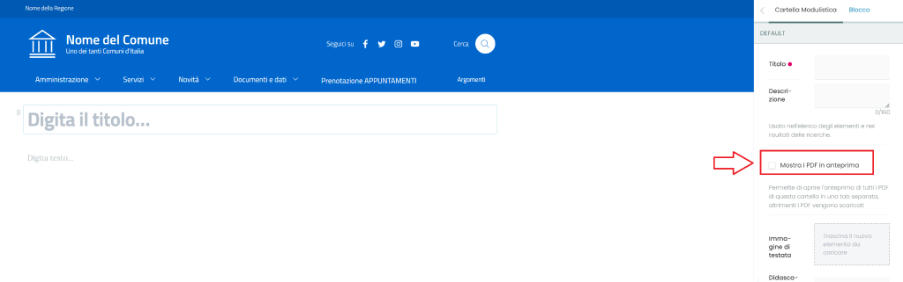 Nome della Regione
Nome del Comune
Uno dei tanti Comuni d'Italia
Seguici su
Cerca
Amministrazione
Servizi
Novità
Documenti e dati
Prenotazione APPUNTAMENTI
Argomenti
Digita il titolo...
Digita testo...
Cartella Modulistica
Blocco
DEFAULT
Titolo
Descri-
zione
0/160
Usato nell'elenco degli elementi e nei
risultati delle ricerche.
Mostra i PDF in anteprima
Permette di aprire l'anteprima di tutti i PDF
di questa cartella in una tab separata,
altrimenti i PDF vengono scaricati
Imma-
gine di
testata
Trascina il nuovo
elemento da
caricare
Didasca-